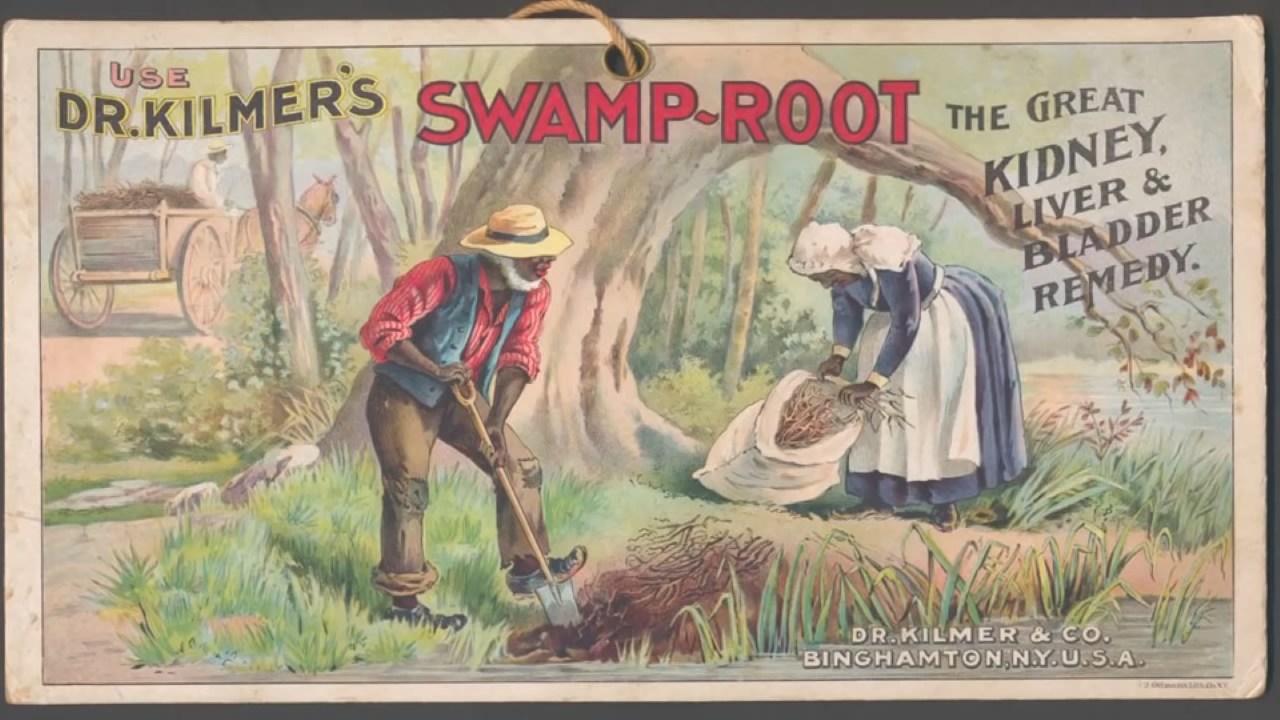 USE
DR.KILMER'S
SWAMP~ROOT
THE GREAT
KIDNEY,
LIVER &
BLADDER
REMEDY.
DR.KILMER & CO.
BINGHAMTON,N.Y.U.S.A.